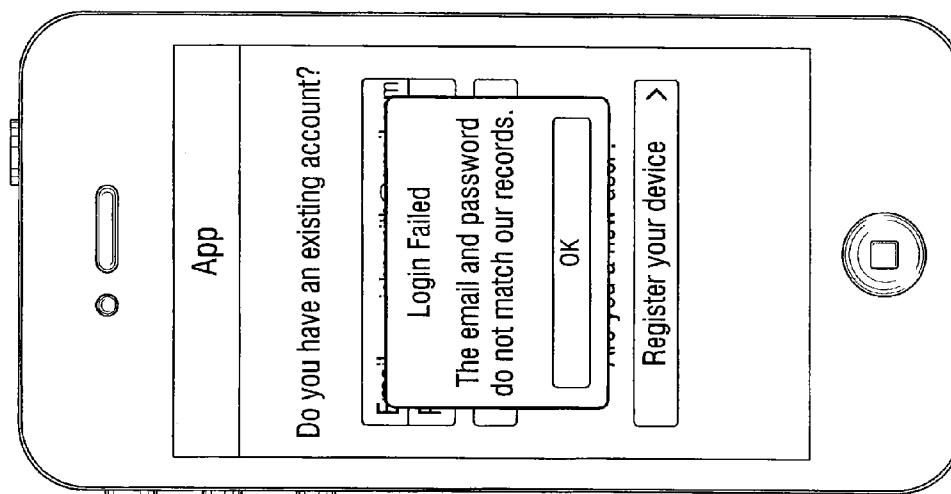 App
Do you have an existing account?
Email
Login Failed
The email and password
do not match our records.
OK
Register your device >